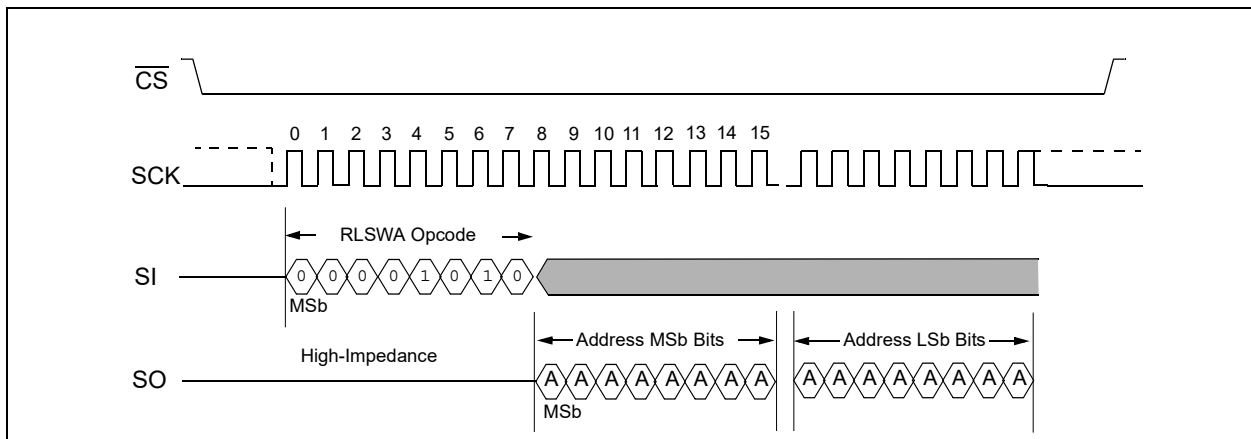 CS
0 1 2 3 4 5 6 7 8 9 10 11 12 13 14 15
SCK
RLSWA Opcode
SI 0 0 0 0 1 0 1 0
MSb
Address MSb Bits Address LSb Bits
High-Impedance
SO A A A A A A A A A A A A A A A A
MSb